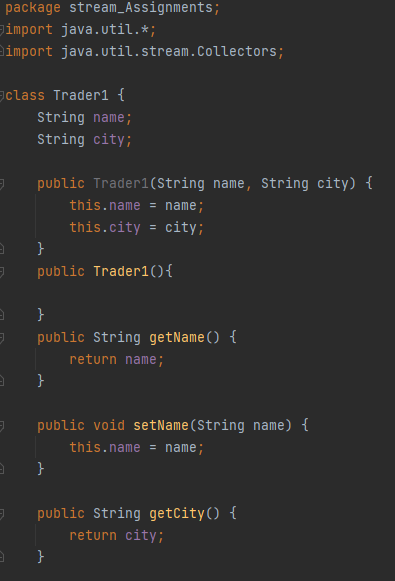 package stream_Assignments;
import java.util.*;
import java.util.stream.Collectors;

class Trader1 {
    String name;
    String city;

    public Trader1(String name, String city) {
        this.name = name;
        this.city = city;
    }
    public Trader1(){

    }
    public String getName() {
        return name;
    }

    public void setName(String name) {
        this.name = name;
    }

    public String getCity() {
        return city;
    }